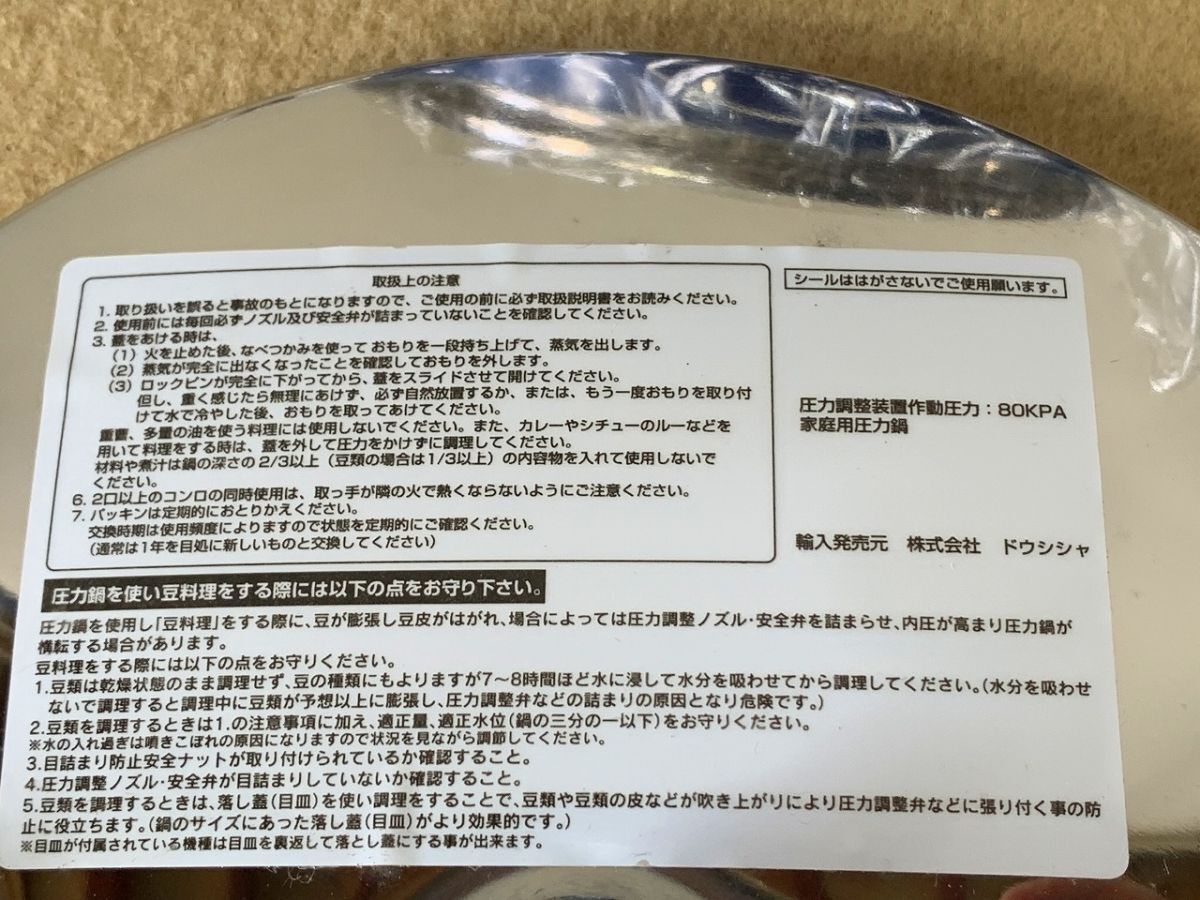 取扱上の注意
1. 取り扱いを誤ると事故のもとになりますので、ご使用の前に必ず取扱説明書をお読みください。
2. 使用前には毎回必ずノズル及び安全弁が詰まっていないことを確認してください。
3. 蓋をあける時は、
(1) 火を止めた後、なべつかみを使って おもりを一段持ち上げて、蒸気を出します。
(2) 蒸気が完全に出なくなったことを確認しておもりを外します。
(3) ロックピンが完全に下がってから、蓋をスライドさせて開けてください。
但し、重く感じたら無理にあけず、必ず自然放置するか、または、もう一度おもりを取り付
けて水で冷やした後、おもりを取ってあけてください。
重曹、多量の油を使う料理には使用しないでください。また、カレーやシチューのルーなどを
用いて料理をする時は、蓋を外して圧力をかけずに調理してください。
材料や煮汁は鍋の深さの2/3以上（豆類の場合は1/3以上）の内容物を入れて使用しないで
ください。
6. 2口以上のコンロの同時使用は、取っ手が隣の火で熱くならないようにご注意ください。
7. パッキンは定期的におとりかえください。
交換時期は使用頻度によりますので状態を定期的にご確認ください。
（通常は1年を目処に新しいものと交換してください）
シールははがさないでご使用願います。
圧力調整装置作動圧力：80KPA
家庭用圧力鍋
輸入発売元　株式会社　ドウシシャ
圧力鍋を使い豆料理をする際には以下の点をお守り下さい。
圧力鍋を使用し「豆料理」をする際に、豆が膨張し豆皮がはがれ、場合によっては圧力調整ノズル・安全弁を詰まらせ、内圧が高まり圧力鍋が
横転する場合があります。
豆料理をする際には以下の点をお守りください。
1.豆類は乾燥状態のまま調理せず、豆の種類にもよりますが7～8時間ほど水に浸して水分を吸わせてから調理してください。（水分を吸わせ
ないで調理すると調理中に豆類が予想以上に膨張し、圧力調整弁などの詰まりの原因となり危険です。）
2.豆類を調理するときは1.の注意事項に加え、適正量、適正水位（鍋の三分の一以下）をお守りください。
※水の入れ過ぎは噴きこぼれの原因になりますので状況を見ながら調節してください。
3.目詰まり防止安全ナットが取り付けられているか確認すること。
4.圧力調整ノズル・安全弁が目詰まりしていないか確認すること。
5.豆類を調理するときは、落し蓋（目皿）を使い調理をすることで、豆類や豆類の皮などが吹き上がりにより圧力調整弁などに張り付く事の防
止に役立ちます。（鍋のサイズにあった落し蓋（目皿）がより効果的です。）
※目皿が付属されている機種は目皿を裏返して落とし蓋にする事が出来ます。